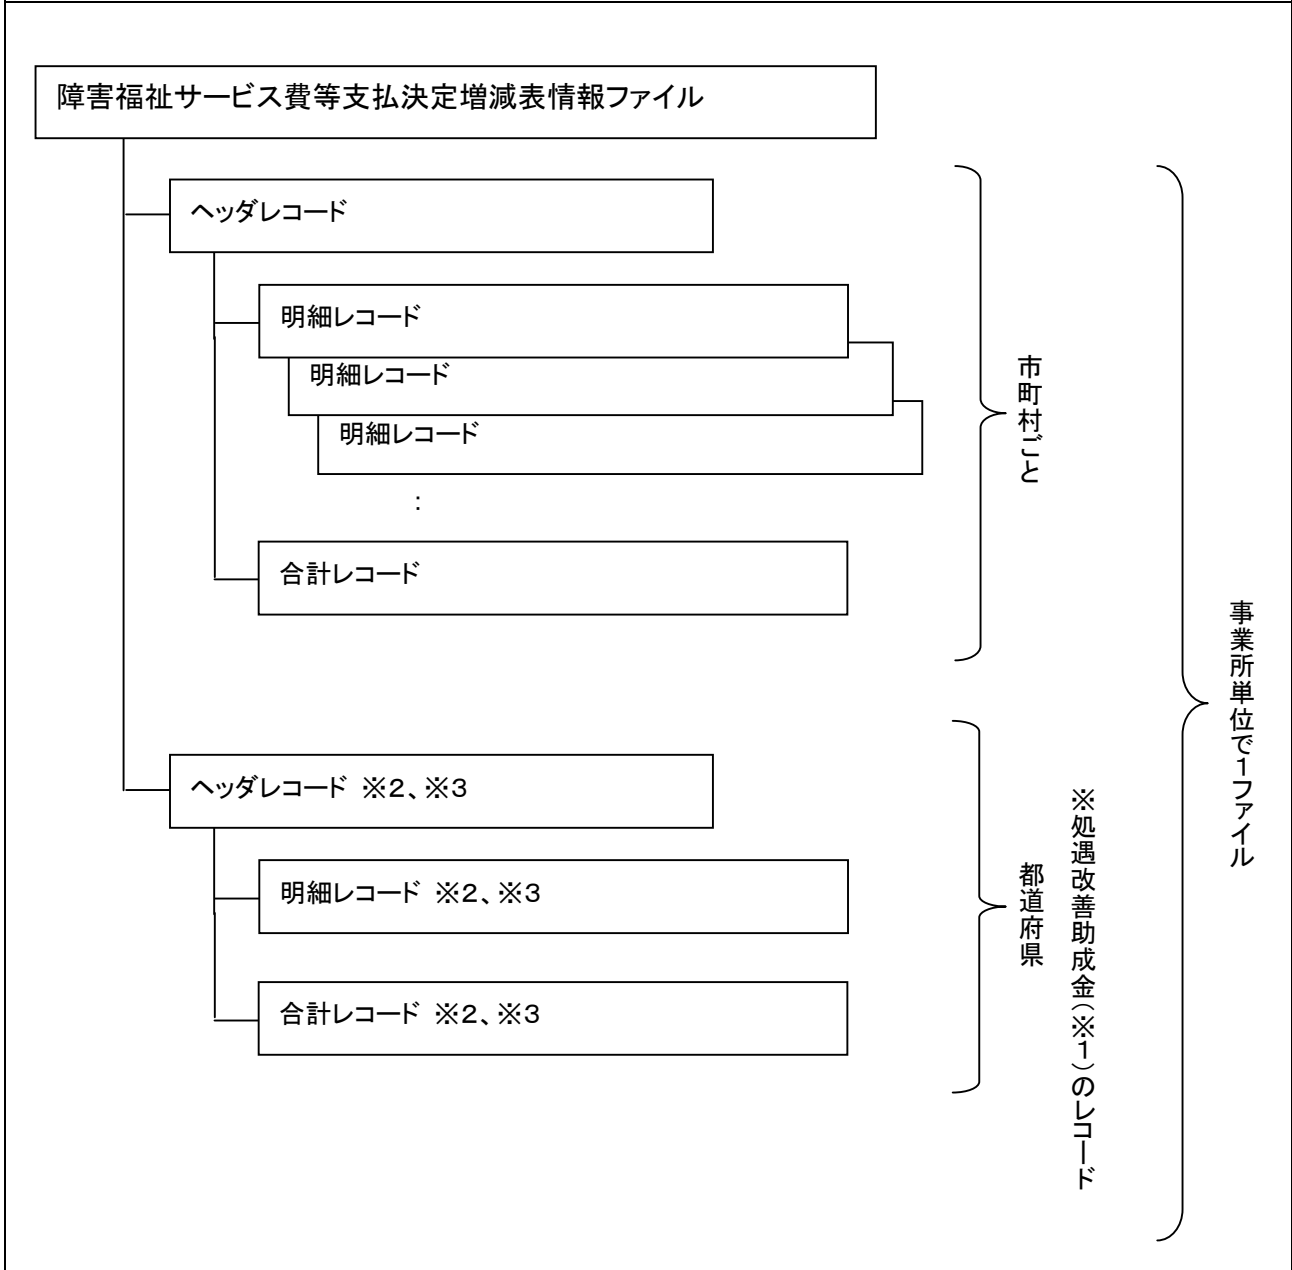 障害福祉サービス費等支払決定増減表情報ファイル
ヘッダレコード
明細レコード
明細レコード
明細レコード
:
合計レコード
市町村ごと
ヘッダレコード ※2、※3
明細レコード ※2、※3
合計レコード ※2、※3
都道府県
※処遇改善助成金(※1)のレコード
事業所単位で1ファイル